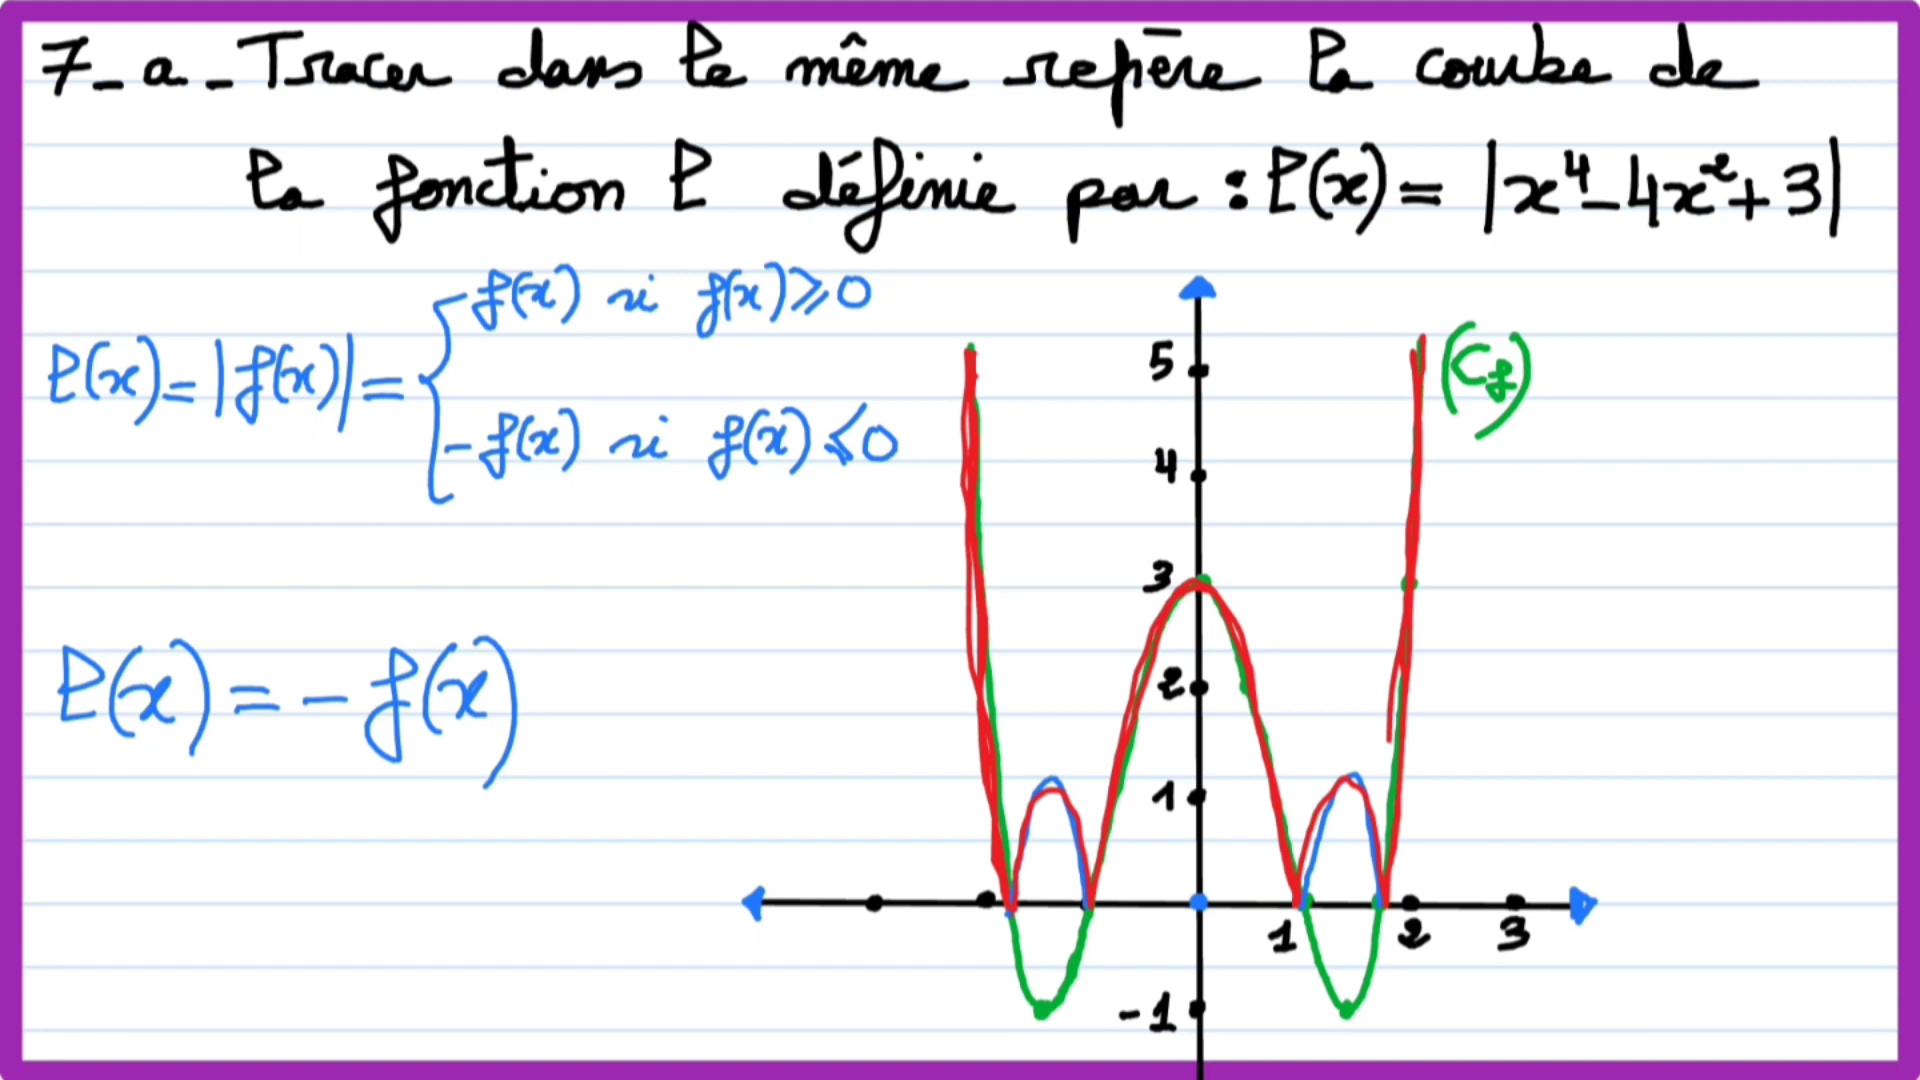 7_a_Tracer dans le même repère la courbe de
la fonction l définie par : l(x) = |x⁴-4x²+3|
l(x) = |f(x)| = { f(x) si f(x) ⩾ 0
-f(x) si f(x) ⩽ 0
l(x) = -f(x)
(Cf)
5
4
3
2
1
1 2 3
-1